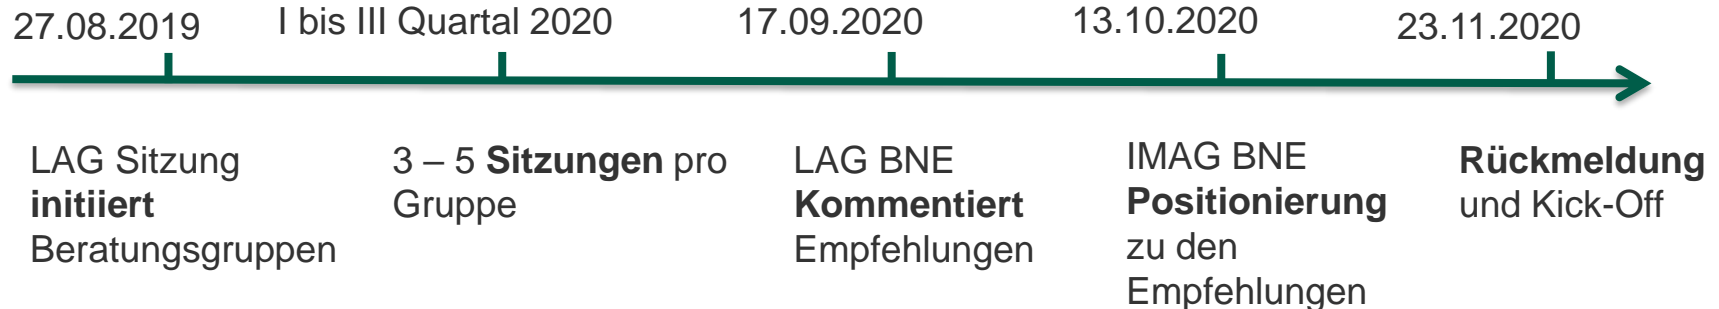 27.08.2019
I bis III Quartal 2020
17.09.2020
13.10.2020
23.11.2020
LAG Sitzung
initiiert
Beratungsgruppen
3 – 5 Sitzungen pro
Gruppe
LAG BNE
Kommentiert
Empfehlungen
IMAG BNE
Positionierung
zu den
Empfehlungen
Rückmeldung
und Kick-Off